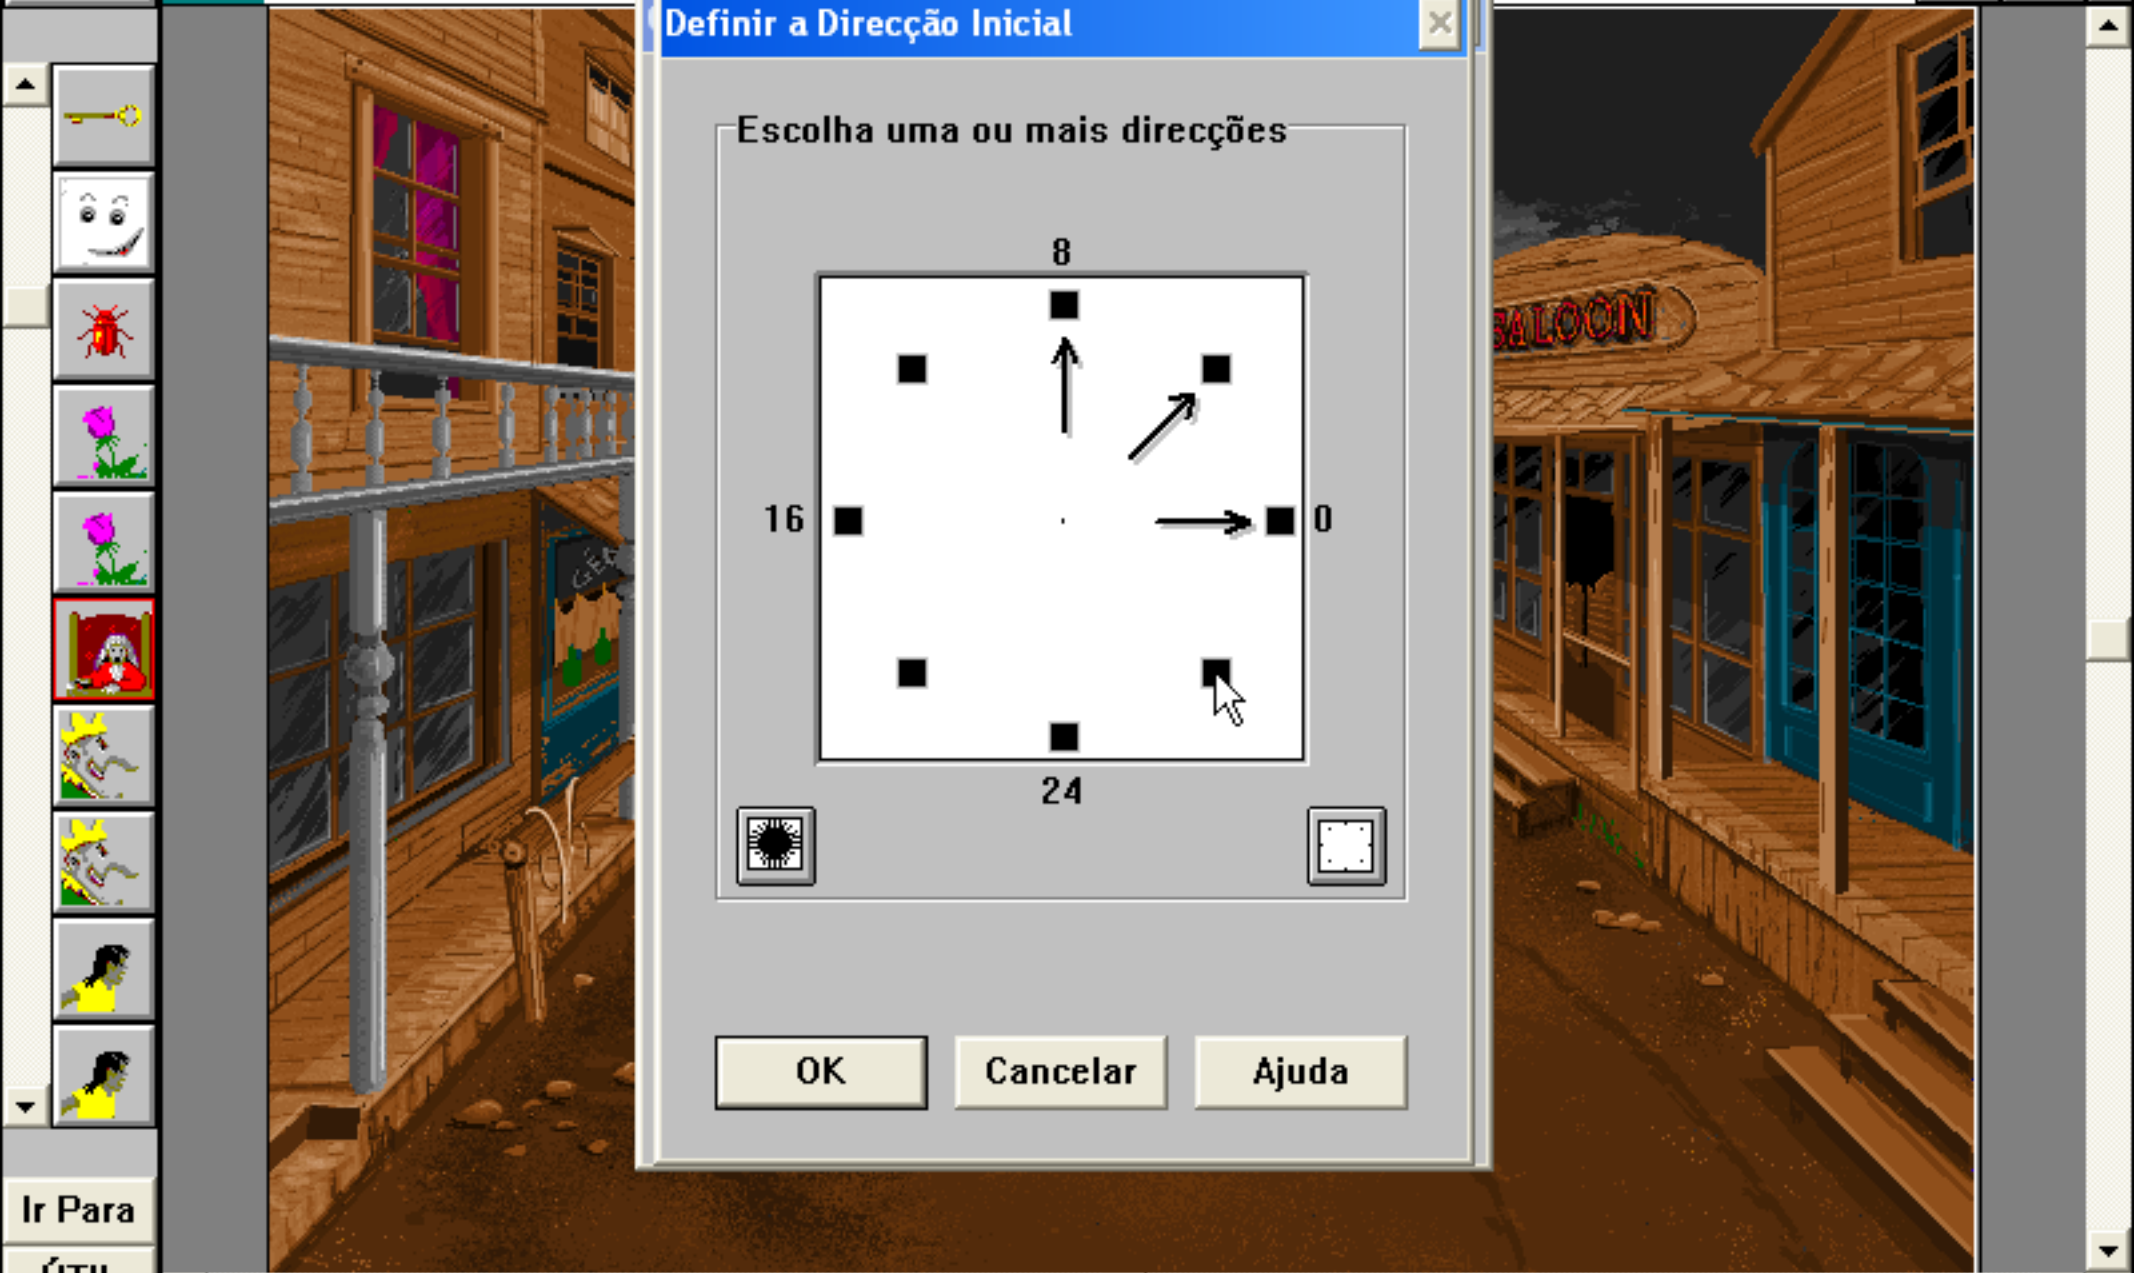 Definir a Direcção Inicial
Escolha uma ou mais direcções
8
16
0
24
OK
Cancelar
Ajuda
SALOON
Ir Para